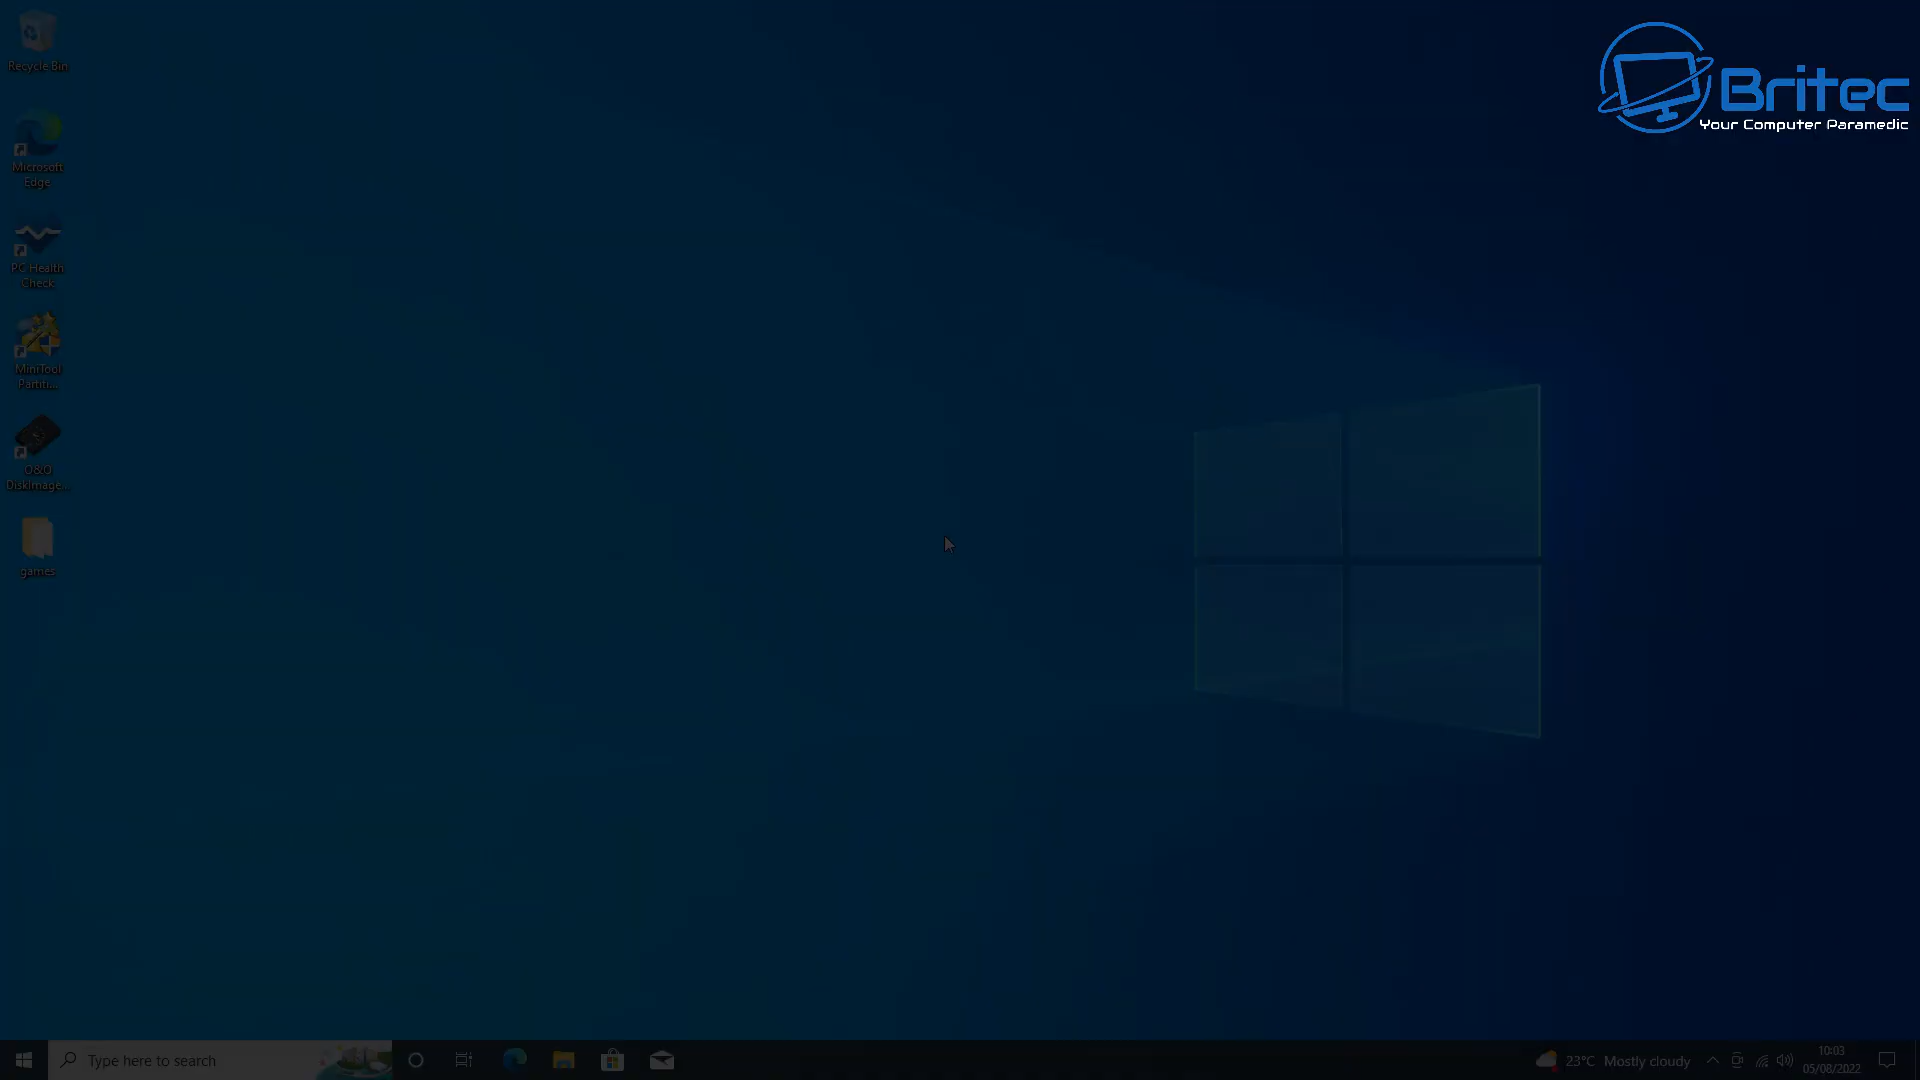 Recycle Bin
Britec
Your Computer Paramedic
Microsoft
Edge
PC Health
Check
MiniTool
Partiti...
O&O
DiskImage...
games
Type here to search
23°C Mostly cloudy
10:03
05/08/2022